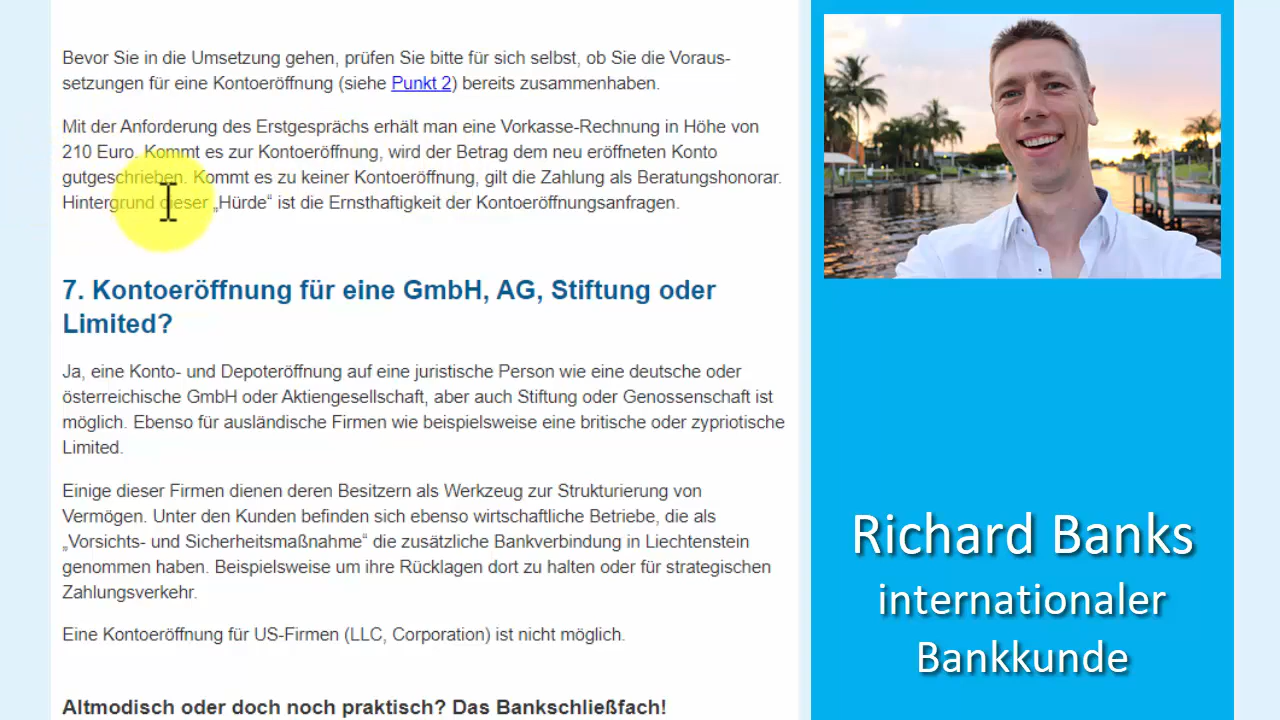 Bevor Sie in die Umsetzung gehen, prüfen Sie bitte für sich selbst, ob Sie die Voraus-
setzungen für eine Kontoeröffnung (siehe Punkt 2) bereits zusammenhaben.
Mit der Anforderung des Erstgesprächs erhält man eine Vorkasse-Rechnung in Höhe von
210 Euro. Kommt es zur Kontoeröffnung, wird der Betrag dem neu eröffneten Konto
gutgeschrieben. Kommt es zu keiner Kontoeröffnung, gilt die Zahlung als Beratungshonorar.
Hintergrund dieser „Hürde“ ist die Ernsthaftigkeit der Kontoeröffnungsanfragen.
7. Kontoeröffnung für eine GmbH, AG, Stiftung oder
Limited?
Ja, eine Konto- und Depoteröffnung auf eine juristische Person wie eine deutsche oder
österreichische GmbH oder Aktiengesellschaft, aber auch Stiftung oder Genossenschaft ist
möglich. Ebenso für ausländische Firmen wie beispielsweise eine britische oder zypriotische
Limited.
Einige dieser Firmen dienen deren Besitzern als Werkzeug zur Strukturierung von
Vermögen. Unter den Kunden befinden sich ebenso wirtschaftliche Betriebe, die als
„Vorsichts- und Sicherheitsmaßnahme“ die zusätzliche Bankverbindung in Liechtenstein
genommen haben. Beispielsweise um ihre Rücklagen dort zu halten oder für strategischen
Zahlungsverkehr.
Eine Kontoeröffnung für US-Firmen (LLC, Corporation) ist nicht möglich.
Altmodisch oder doch noch praktisch? Das Bankschließfach!
Richard Banks
internationaler
Bankkunde